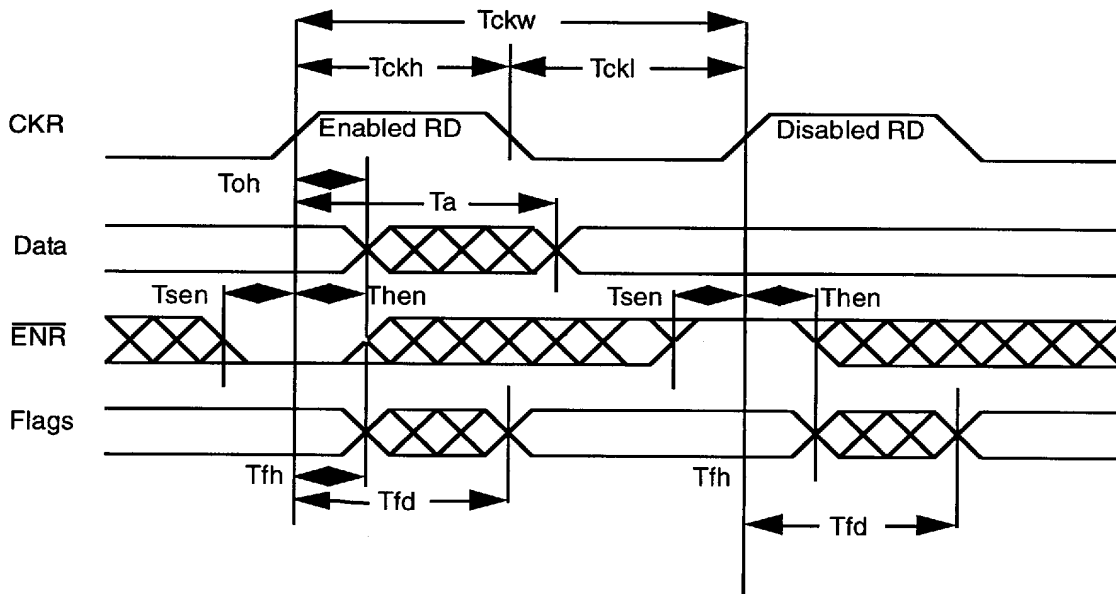 Tckw
Tckh Tckl
CKR Enabled RD Disabled RD
Toh
Ta
Data
Tsen Then Tsen Then
ENR
Flags
Tfh Tfh
Tfd
Tfd